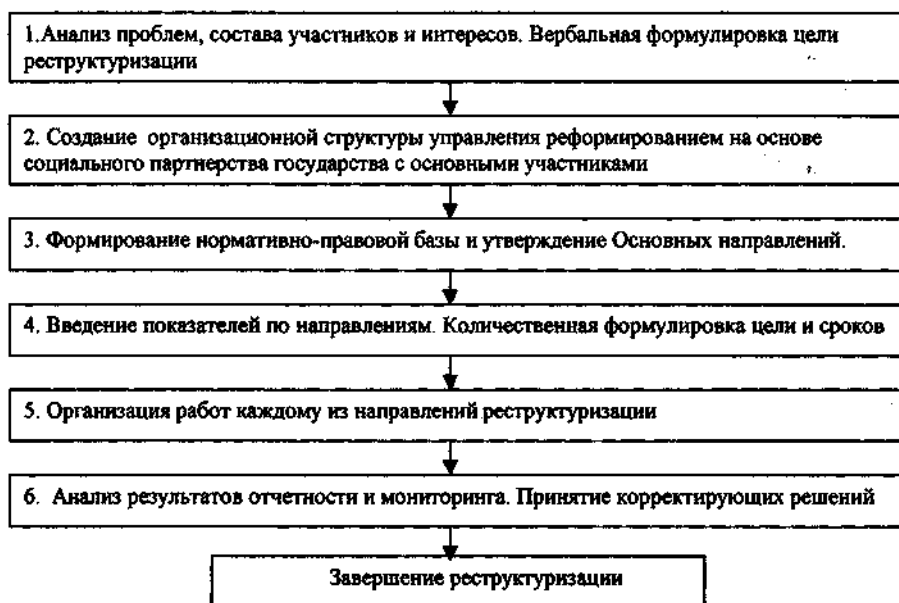 1.Анализ проблем, состава участников и интересов. Вербальная формулировка цели
реструктуризации
2. Создание организационной структуры управления реформированием на основе
социального партнерства государства с основными участниками
3. Формирование нормативно-правовой базы и утверждение Основных направлений.
4. Введение показателей по направлениям. Количественная формулировка цели и сроков
5. Организация работ каждому из направлений реструктуризации
6. Анализ результатов отчетности и мониторинга. Принятие корректирующих решений
Завершение реструктуризации